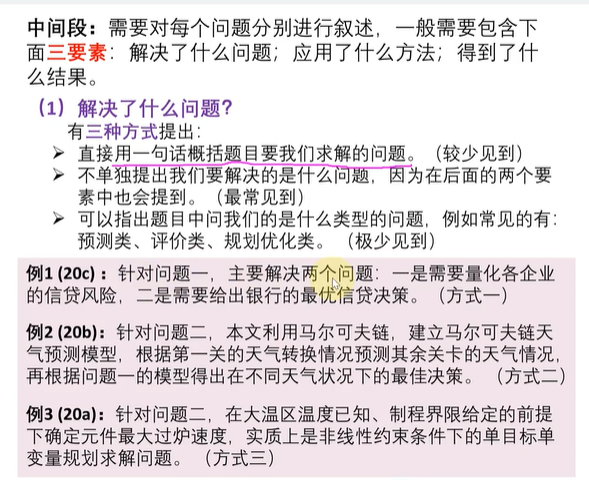 中间段：需要对每个问题分别进行叙述，一般需要包含下
面三要素：解决了什么问题；应用了什么方法；得到了什
么结果。
（1）解决了什么问题？
有三种方式提出：
➢ 直接用一句话概括题目要我们求解的问题。（较少见到）
➢ 不单独提出我们要解决的是什么问题，因为在后面的两个要
素中也会提到。（最常见到）
➢ 可以指出题目中问我们的是什么类型的问题，例如常见的有：
预测类、评价类、规划优化类。（极少见到）
例1 (20c)：针对问题一，主要解决两个问题：一是需要量化各企业
的信贷风险，二是需要给出银行的最优信贷决策。（方式一）
例2 (20b)：针对问题二，本文利用马尔可夫链，建立马尔可夫链天
气预测模型，根据第一关的天气转换情况预测其余关卡的天气情况，
再根据问题一的模型得出在不同天气状况下的最佳决策。（方式二）
例3 (20a)：针对问题二，在大温区温度已知、制程界限给定的前提
下确定元件最大过炉速度，实质上是非线性约束条件下的单目标单
变量规划求解问题。（方式三）